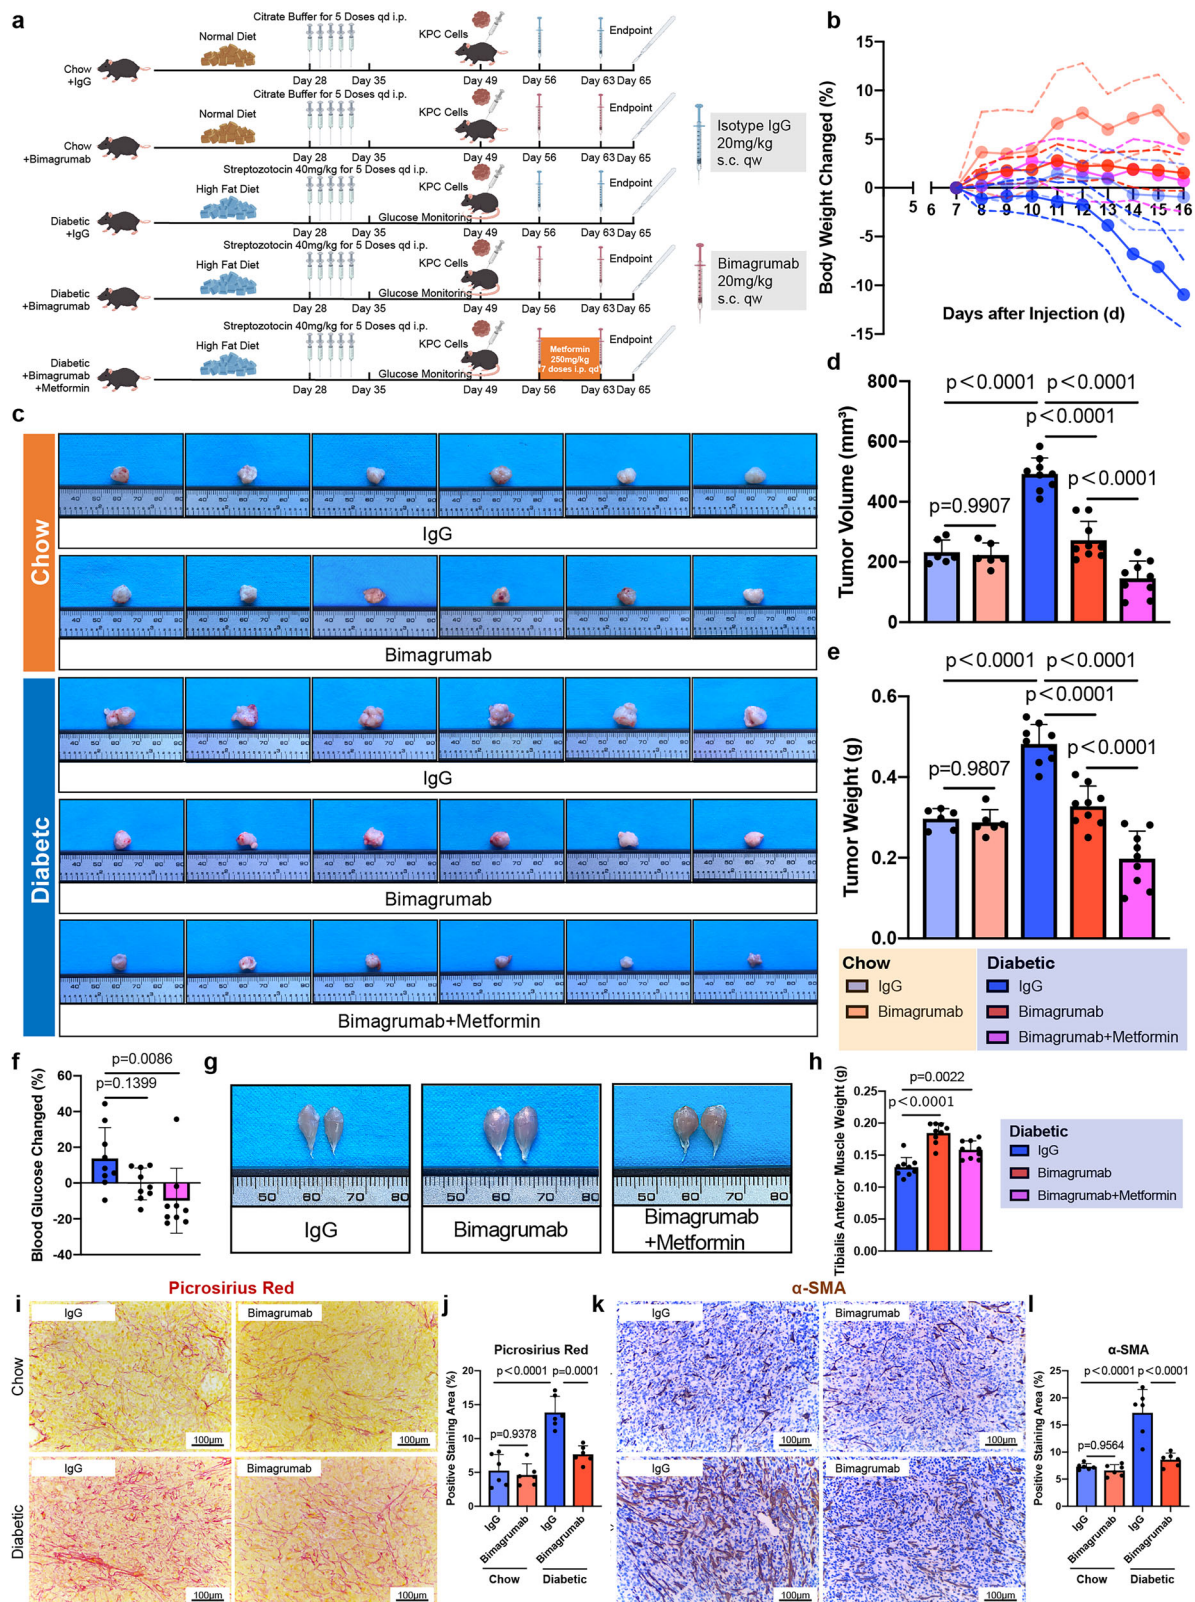 a
Citrate Buffer for 5 Doses qd i.p.
Normal Diet
KPC Cells
Endpoint
Chow
+IgG
Day 28
Day 35
Day 49
Day 56
Day 63
Day 65
Citrate Buffer for 5 Doses qd i.p.
Normal Diet
KPC Cells
Endpoint
Chow
+Bimagrumab
Day 28
Day 35
Day 49
Day 56
Day 63
Day 65
Streptozotocin 40mg/kg for 5 Doses qd i.p.
High Fat Diet
KPC Cells
Endpoint
Glucose Monitoring
Diabetic
+IgG
Day 28
Day 35
Day 49
Day 56
Day 63
Day 65
Streptozotocin 40mg/kg for 5 Doses qd i.p.
High Fat Diet
KPC Cells
Endpoint
Glucose Monitoring
Diabetic
+Bimagrumab
Day 28
Day 35
Day 49
Day 56
Day 63
Day 65
Streptozotocin 40mg/kg for 5 Doses qd i.p.
High Fat Diet
KPC Cells
Endpoint
Metformin
250mg/kg
7 doses i.p. qd
Glucose Monitoring
Diabetic
+Bimagrumab
+Metformin
Day 28
Day 35
Day 49
Day 56
Day 63
Day 65
Isotype IgG
20mg/kg
s.c. qw
Bimagrumab
20mg/kg
s.c. qw
b
Body Weight Changed (%)
15
10
5
0
-5
-10
-15
5 6 7 8 9 10 11 12 13 14 15 16
Days after Injection (d)
c
Chow
IgG
Bimagrumab
Diabetc
IgG
Bimagrumab
Bimagrumab+Metformin
d
Tumor Volume (mm³)
800
600
400
200
0
p<0.0001
p<0.0001
p<0.0001
p<0.0001
p=0.9907
e
Tumor Weight (g)
0.6
0.4
0.2
0.0
p<0.0001
p<0.0001
p<0.0001
p<0.0001
p=0.9807
Chow
IgG
Bimagrumab
Diabetic
IgG
Bimagrumab
Bimagrumab+Metformin
f
Blood Glucose Changed (%)
60
40
20
0
-20
-40
p=0.0086
p=0.1399
g
50 60 70 80
IgG
50 60 70 80
Bimagrumab
50 60 70 80
Bimagrumab
+Metformin
h
Tibialis Anterior Muscle Weight (g)
0.25
0.20
0.15
0.10
0.05
0.00
p=0.0022
p<0.0001
Diabetic
IgG
Bimagrumab
Bimagrumab+Metformin
i
Picrosirius Red
Chow
IgG
100μm
Bimagrumab
100μm
Diabetic
IgG
100μm
Bimagrumab
100μm
j
Picrosirius Red
Positive Staining Area (%)
20
15
10
5
0
p<0.0001
p=0.0001
p=0.9378
IgG
Bimagrumab
IgG
Bimagrumab
Chow
Diabetic
k
α-SMA
IgG
100μm
Bimagrumab
100μm
IgG
100μm
Bimagrumab
100μm
l
α-SMA
Positive Staining Area (%)
25
20
15
10
5
0
p<0.0001
p<0.0001
p=0.9564
IgG
Bimagrumab
IgG
Bimagrumab
Chow
Diabetic